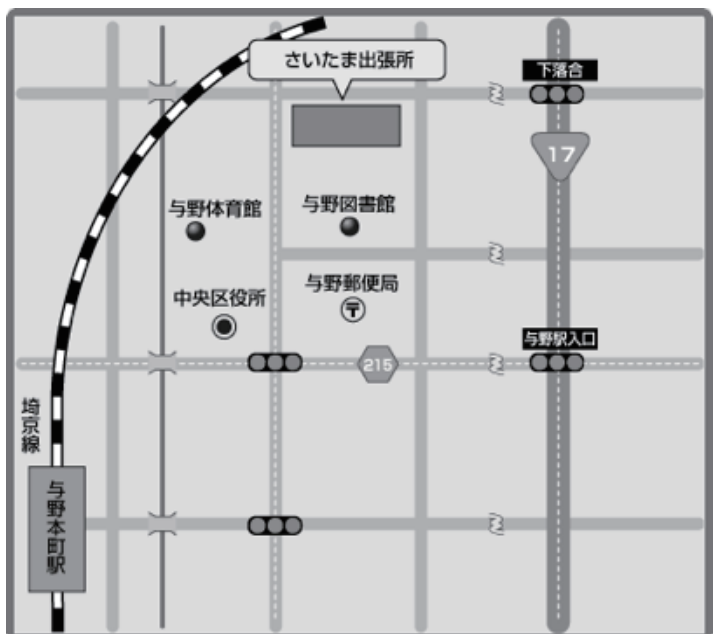 さいたま出張所
下落合
17
与野体育館
与野図書館
中央区役所
与野郵便局
〒
与野駅入口
215
埼京線
与野本町駅